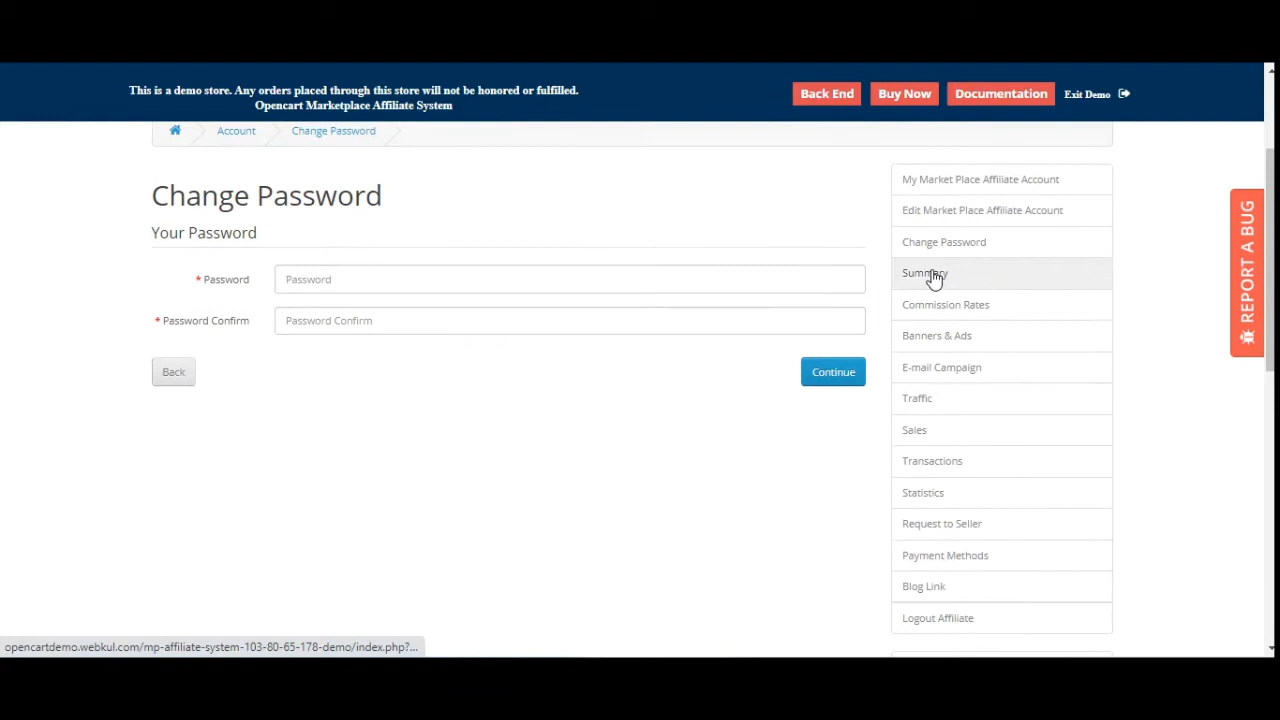 This is a demo store. Any orders placed through this store will not be honored or fulfilled.
Opencart Marketplace Affiliate System
Back End
Buy Now
Documentation
Exit Demo
Account
Change Password
Change Password
Your Password
* Password
Password
* Password Confirm
Password Confirm
Back
Continue
My Market Place Affiliate Account
Edit Market Place Affiliate Account
Change Password
Summary
Commission Rates
Banners & Ads
E-mail Campaign
Traffic
Sales
Transactions
Statistics
Request to Seller
Payment Methods
Blog Link
Logout Affiliate
REPORT A BUG
opencartdemo.webkul.com/mp-affiliate-system-103-80-65-178-demo/index.php?...